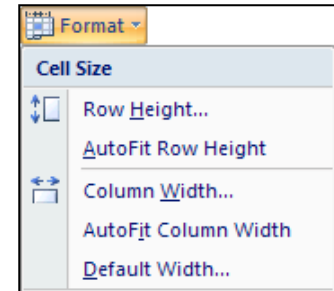 Format
Cell Size
Row Height...
AutoFit Row Height
Column Width...
AutoFit Column Width
Default Width...